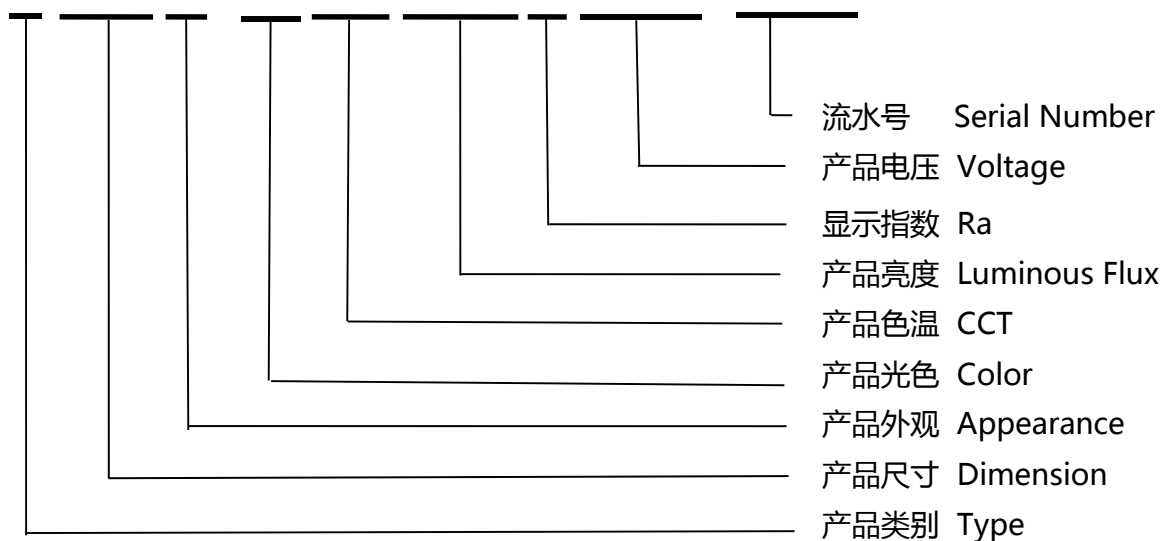 流水号 Serial Number
产品电压 Voltage
显示指数 Ra
产品亮度 Luminous Flux
产品色温 CCT
产品光色 Color
产品外观 Appearance
产品尺寸 Dimension
产品类别 Type